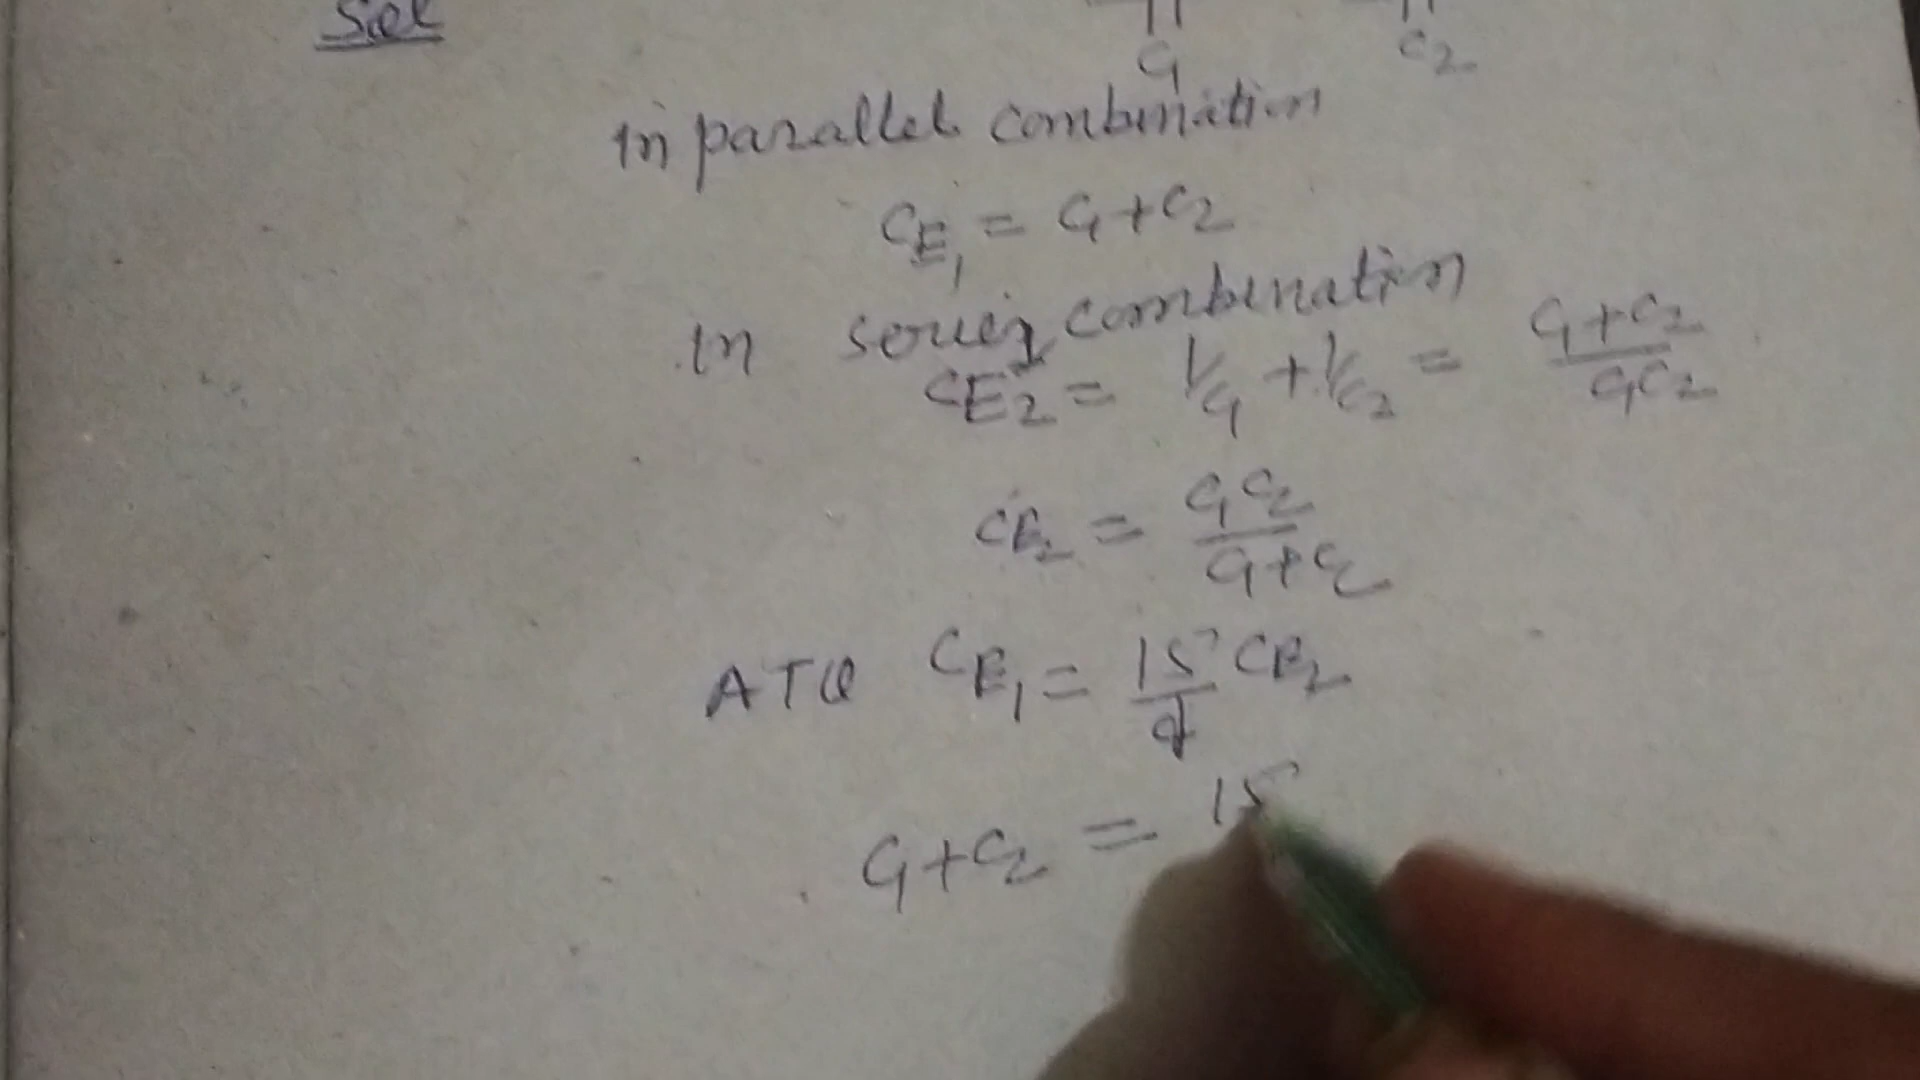 Sol
C1 C2
In parallel combination
CE1 = C1+C2
In series combination
CE2 = 1/C1 + 1/C2 = C1+C2/C1C2
CE2 = C1C2/C1+C2
ATQ CE1 = 15/4 CE2
C1+C2 = 15